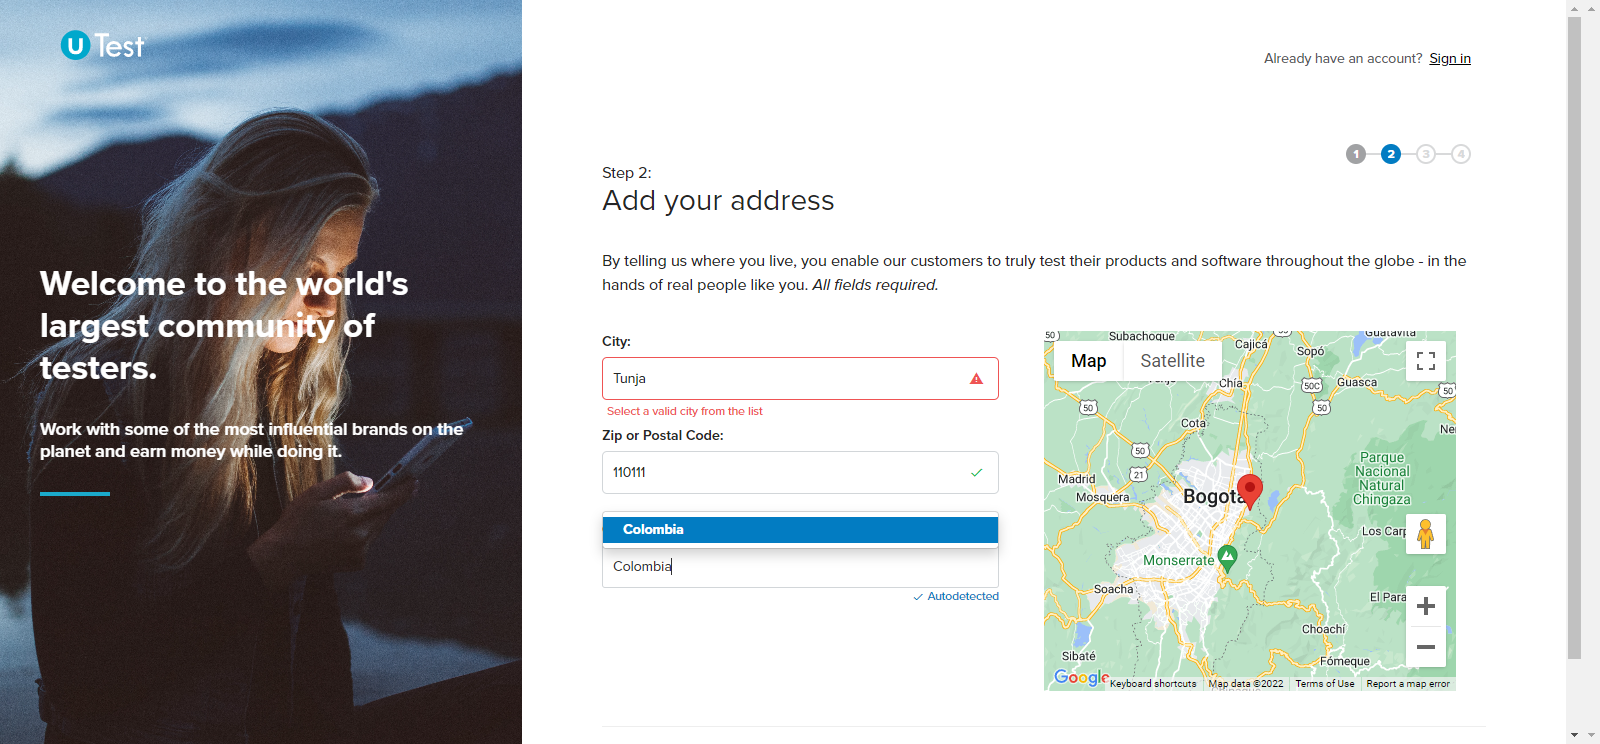 U Test
Welcome to the world's
largest community of
testers.
Work with some of the most influential brands on the
planet and earn money while doing it.
Already have an account? Sign in
1 2 3 4
Step 2:
Add your address
By telling us where you live, you enable our customers to truly test their products and software throughout the globe - in the
hands of real people like you. All fields required.
City:
Tunja
Select a valid city from the list
Zip or Postal Code:
110111
Colombia
Colombia
Autodetected
Map Satellite
50
Subachoque
50
Guatavita
Cajicá
Sopó
Chía
50C
Guasca
50
50
50
Cota
50
21
Madrid
Mosquera
Bogotá
Parque
Nacional
Natural
Chingaza
Monserrate
Soacha
Choachí
Sibaté
Fómeque
Google
Keyboard shortcuts Map data ©2022 Terms of Use Report a map error